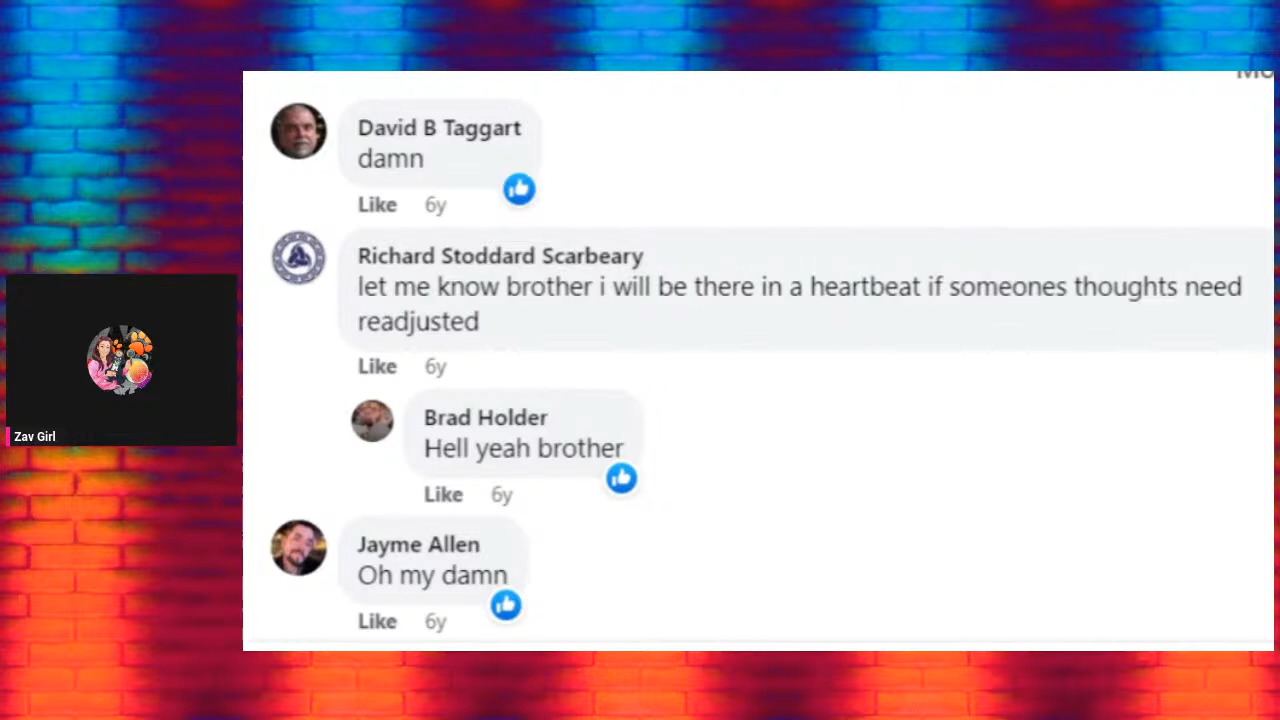 David B Taggart
damn
Like 6y
Richard Stoddard Scarbeary
let me know brother i will be there in a heartbeat if someones thoughts need
readjusted
Like 6y
Brad Holder
Hell yeah brother
Like 6y
Jayme Allen
Oh my damn
Like 6y
Zav Girl